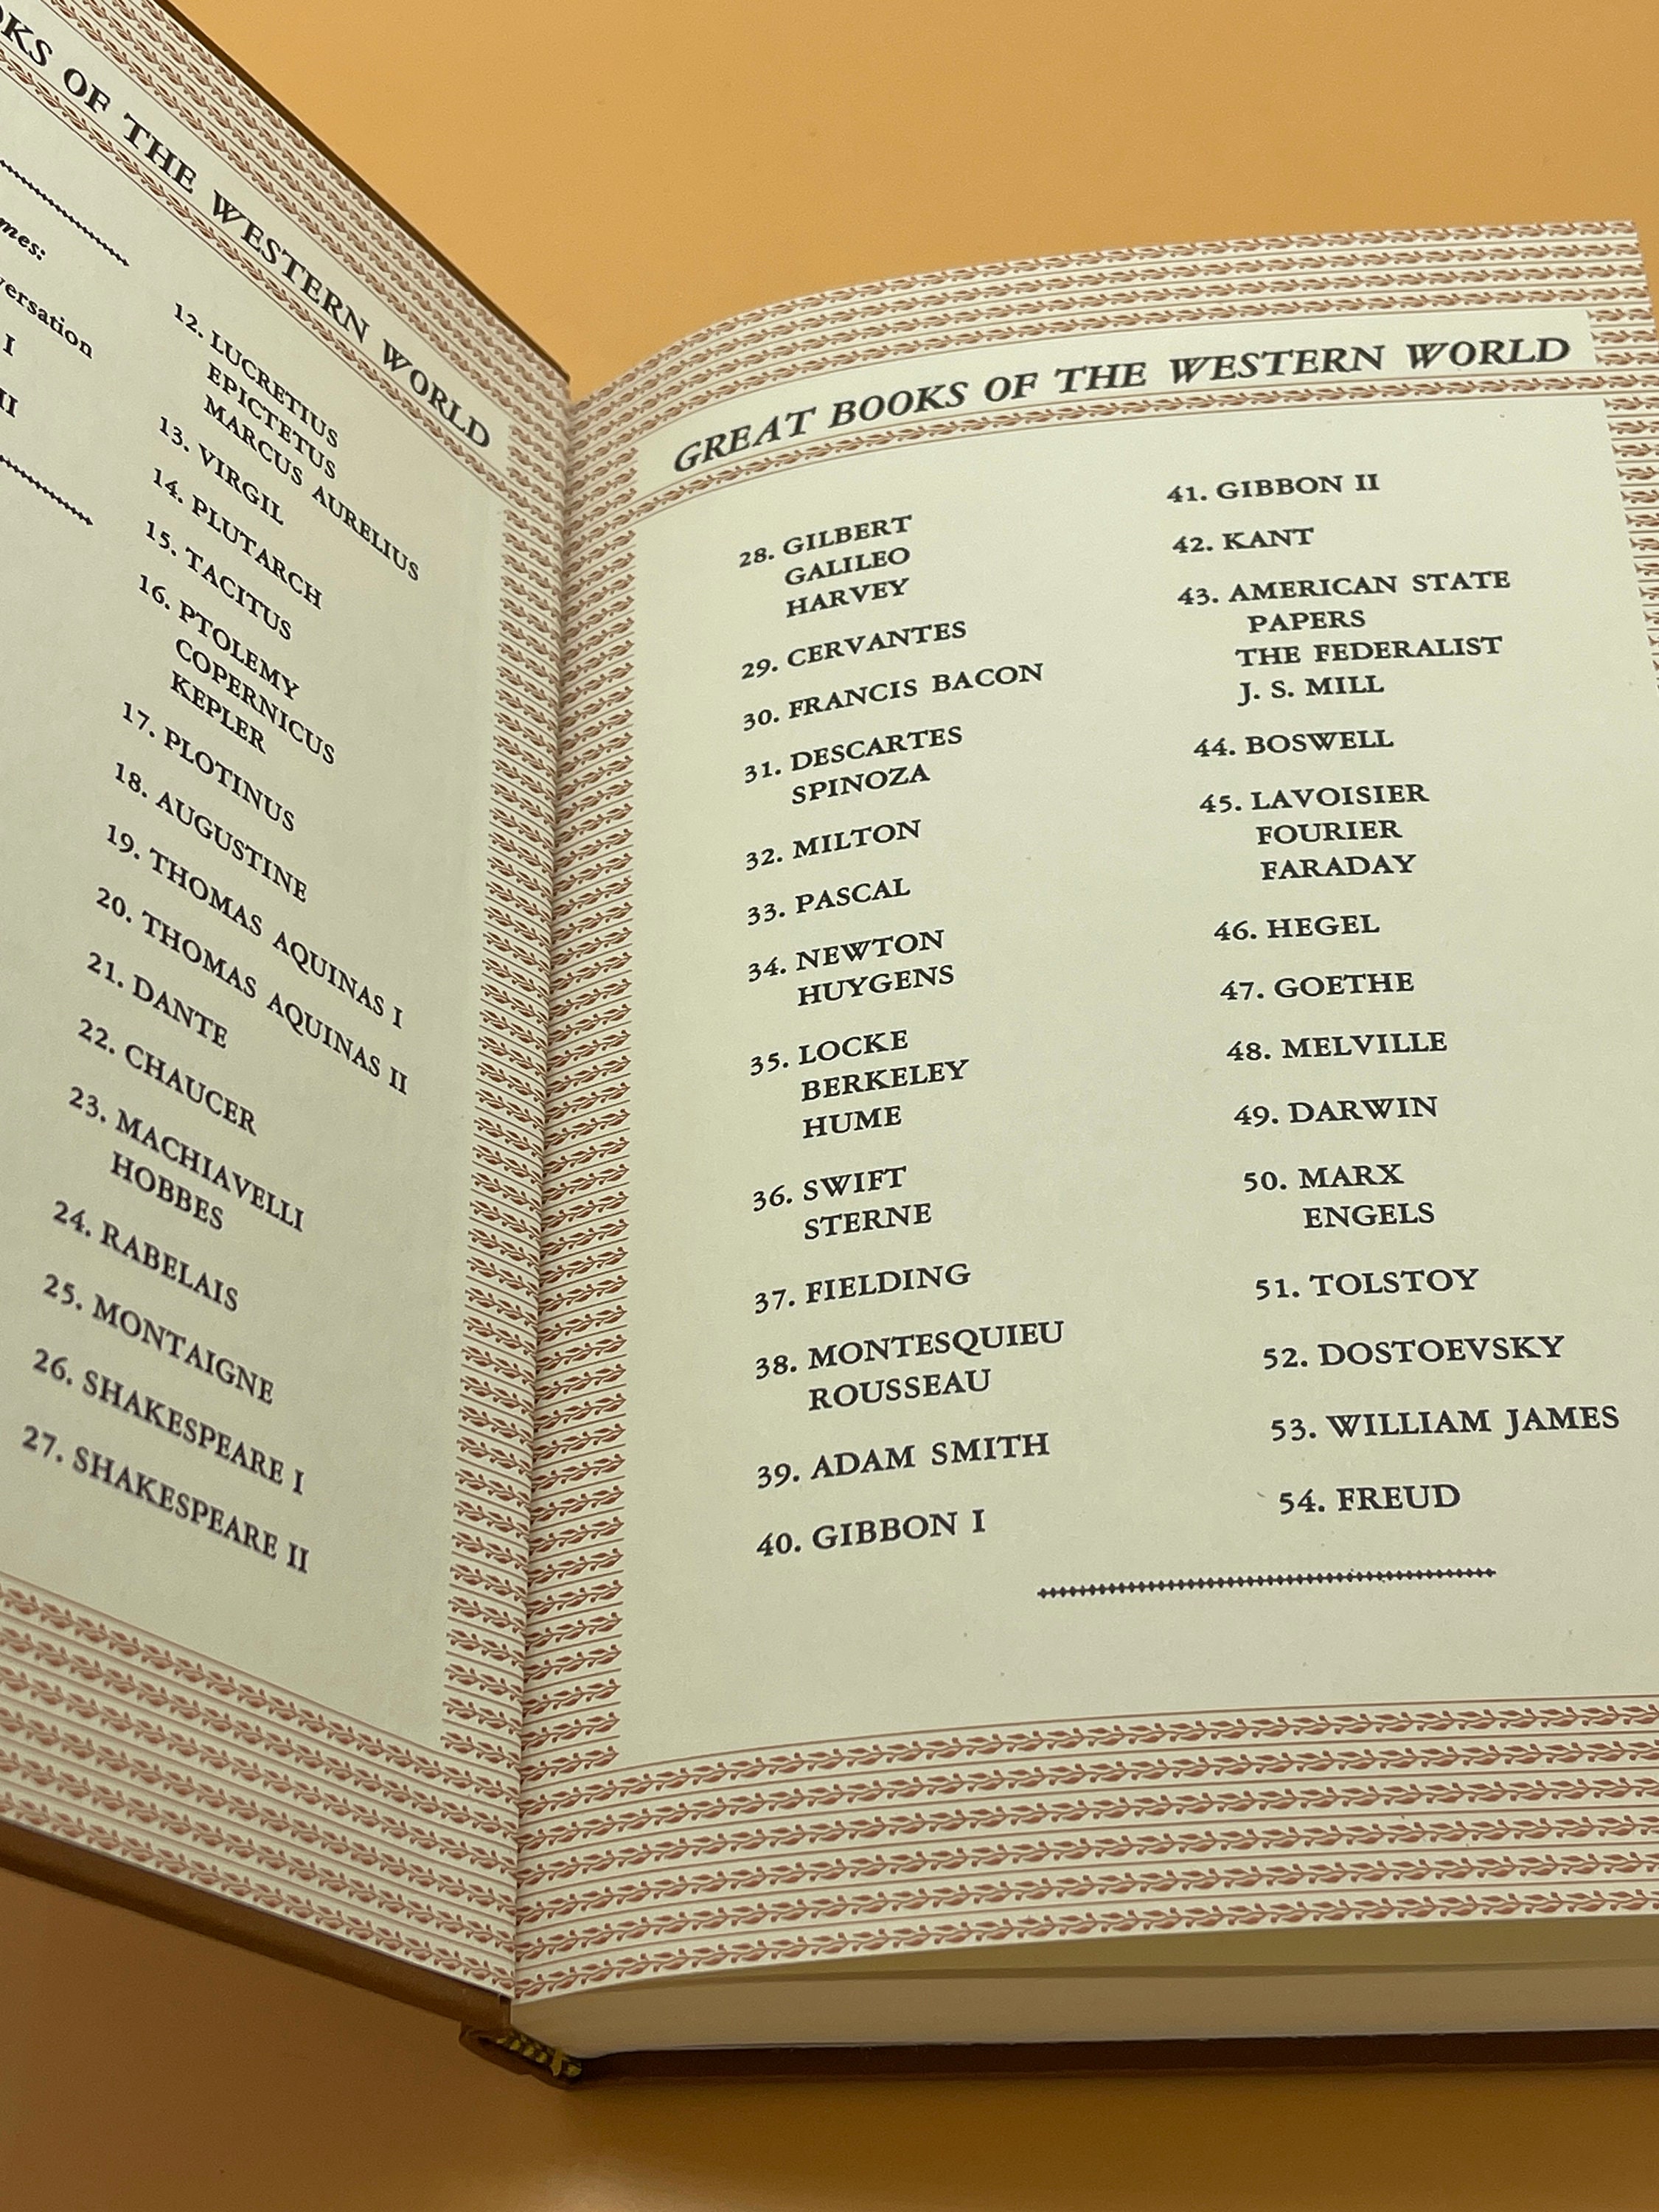 OKS OF THE WESTERN WORLD
mes:
versation
I
II
12. LUCRETIUS
EPICTETUS
MARCUS AURELIUS
13. VIRGIL
14. PLUTARCH
15. TACITUS
16. PTOLEMY
COPERNICUS
KEPLER
17. PLOTINUS
18. AUGUSTINE
19. THOMAS AQUINAS I
20. THOMAS AQUINAS II
21. DANTE
22. CHAUCER
23. MACHIAVELLI
HOBBES
24. RABELAIS
25. MONTAIGNE
26. SHAKESPEARE I
27. SHAKESPEARE II
GREAT BOOKS OF THE WESTERN WORLD
28. GILBERT
GALILEO
HARVEY
29. CERVANTES
30. FRANCIS BACON
31. DESCARTES
SPINOZA
32. MILTON
33. PASCAL
34. NEWTON
HUYGENS
35. LOCKE
BERKELEY
HUME
36. SWIFT
STERNE
37. FIELDING
38. MONTESQUIEU
ROUSSEAU
39. ADAM SMITH
40. GIBBON I
41. GIBBON II
42. KANT
43. AMERICAN STATE
PAPERS
THE FEDERALIST
J. S. MILL
44. BOSWELL
45. LAVOISIER
FOURIER
FARADAY
46. HEGEL
47. GOETHE
48. MELVILLE
49. DARWIN
50. MARX
ENGELS
51. TOLSTOY
52. DOSTOEVSKY
53. WILLIAM JAMES
54. FREUD